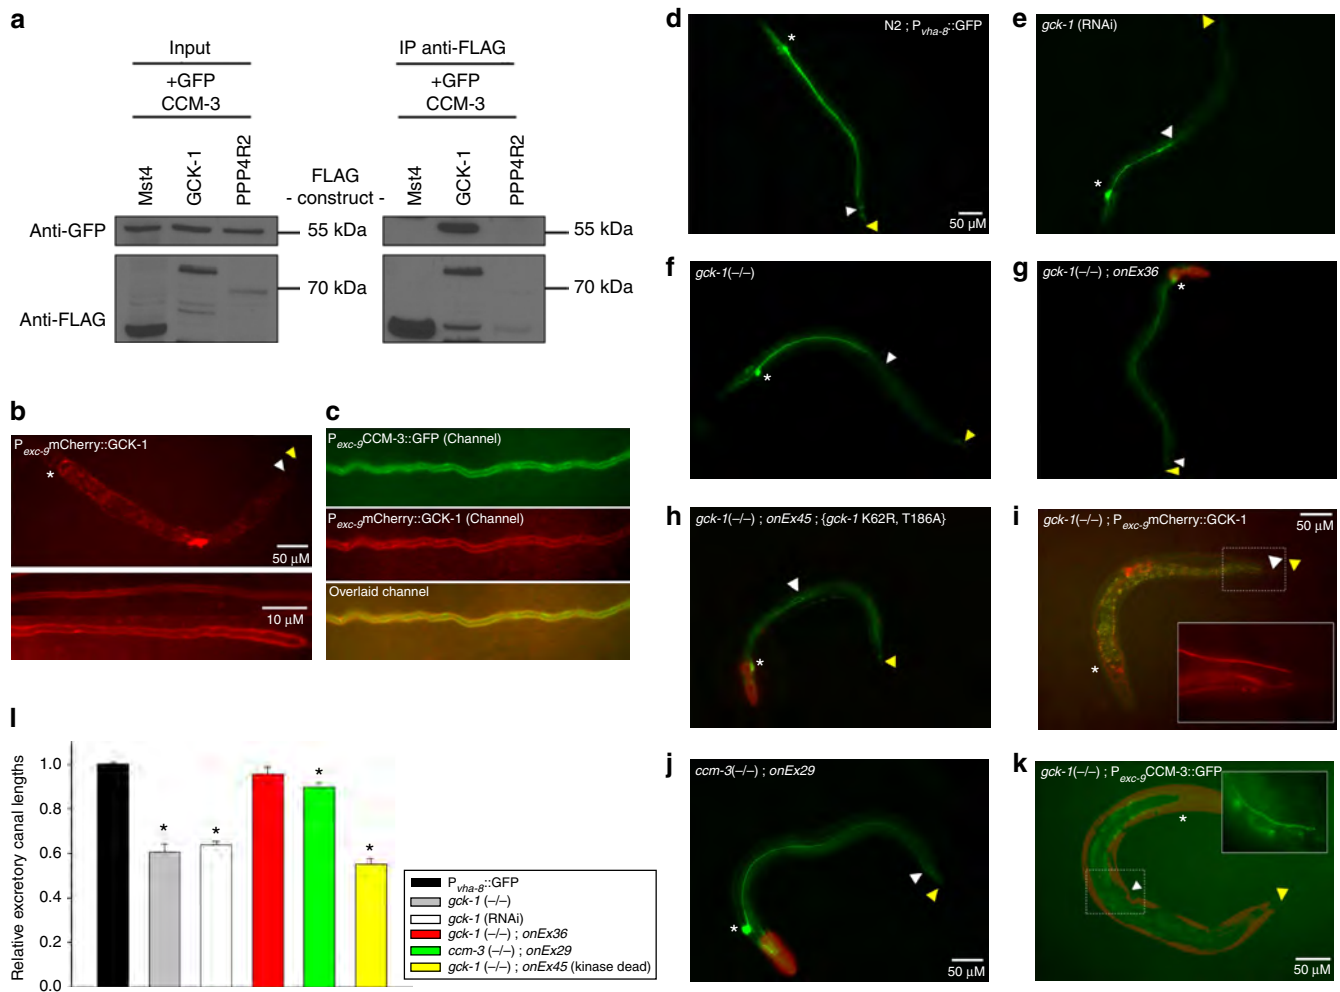 a
Input
IP anti-FLAG
+GFP
CCM-3
+GFP
CCM-3
Mst4
GCK-1
PPP4R2
FLAG
- construct -
Mst4
GCK-1
PPP4R2
Anti-GFP
55 kDa
55 kDa
70 kDa
70 kDa
Anti-FLAG
b
Pexc-9mCherry::GCK-1
*
50 µM
10 µM
c
Pexc-9CCM-3::GFP (Channel)
Pexc-9mCherry::GCK-1 (Channel)
Overlaid channel
d
N2 ; Pvha-8::GFP
*
50 µM
e
gck-1 (RNAi)
*
f
gck-1(–/–)
*
g
gck-1(–/–) ; onEx36
*
h
gck-1(–/–) ; onEx45 ; {gck-1 K62R, T186A}
*
i
gck-1(–/–) ; Pexc-9mCherry::GCK-1
50 µM
*
j
ccm-3(–/–) ; onEx29
*
50 µM
k
gck-1(–/–) ; Pexc-9CCM-3::GFP
*
50 µM
l
Relative excretory canal lengths
1.0
0.8
0.6
0.4
0.2
0.0
*
*
*
*
Pvha-8::GFP
gck-1 (–/–)
gck-1 (RNAi)
gck-1 (–/–) ; onEx36
ccm-3 (–/–) ; onEx29
gck-1 (–/–) ; onEx45 (kinase dead)